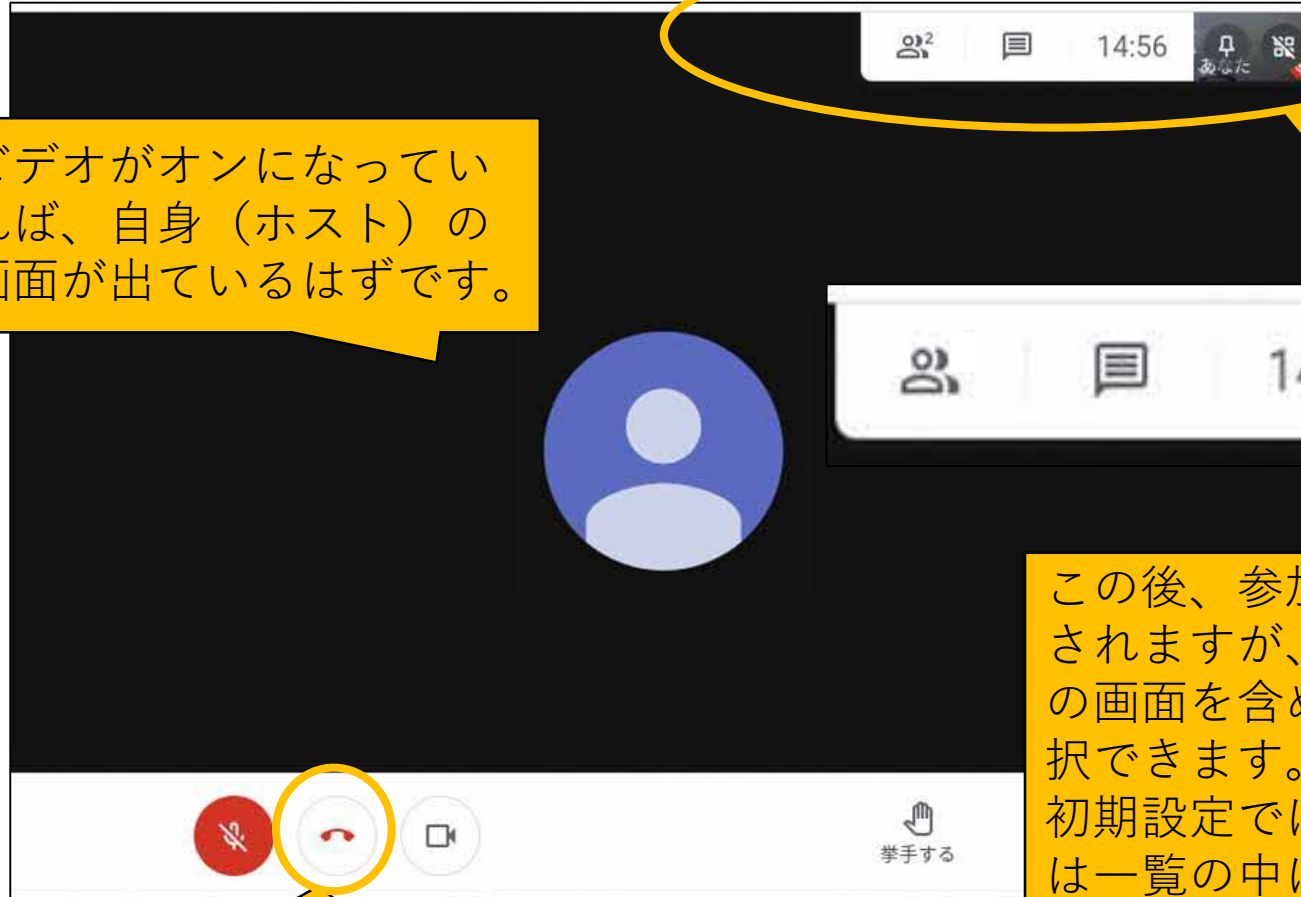 2
14:56
あなた
ビデオがオンになってい
れば、自身（ホスト）の
画面が出ているはずです。
この後、参
されますが、
の画面を含
択できます。
初期設定で
は一覧の中
挙手する